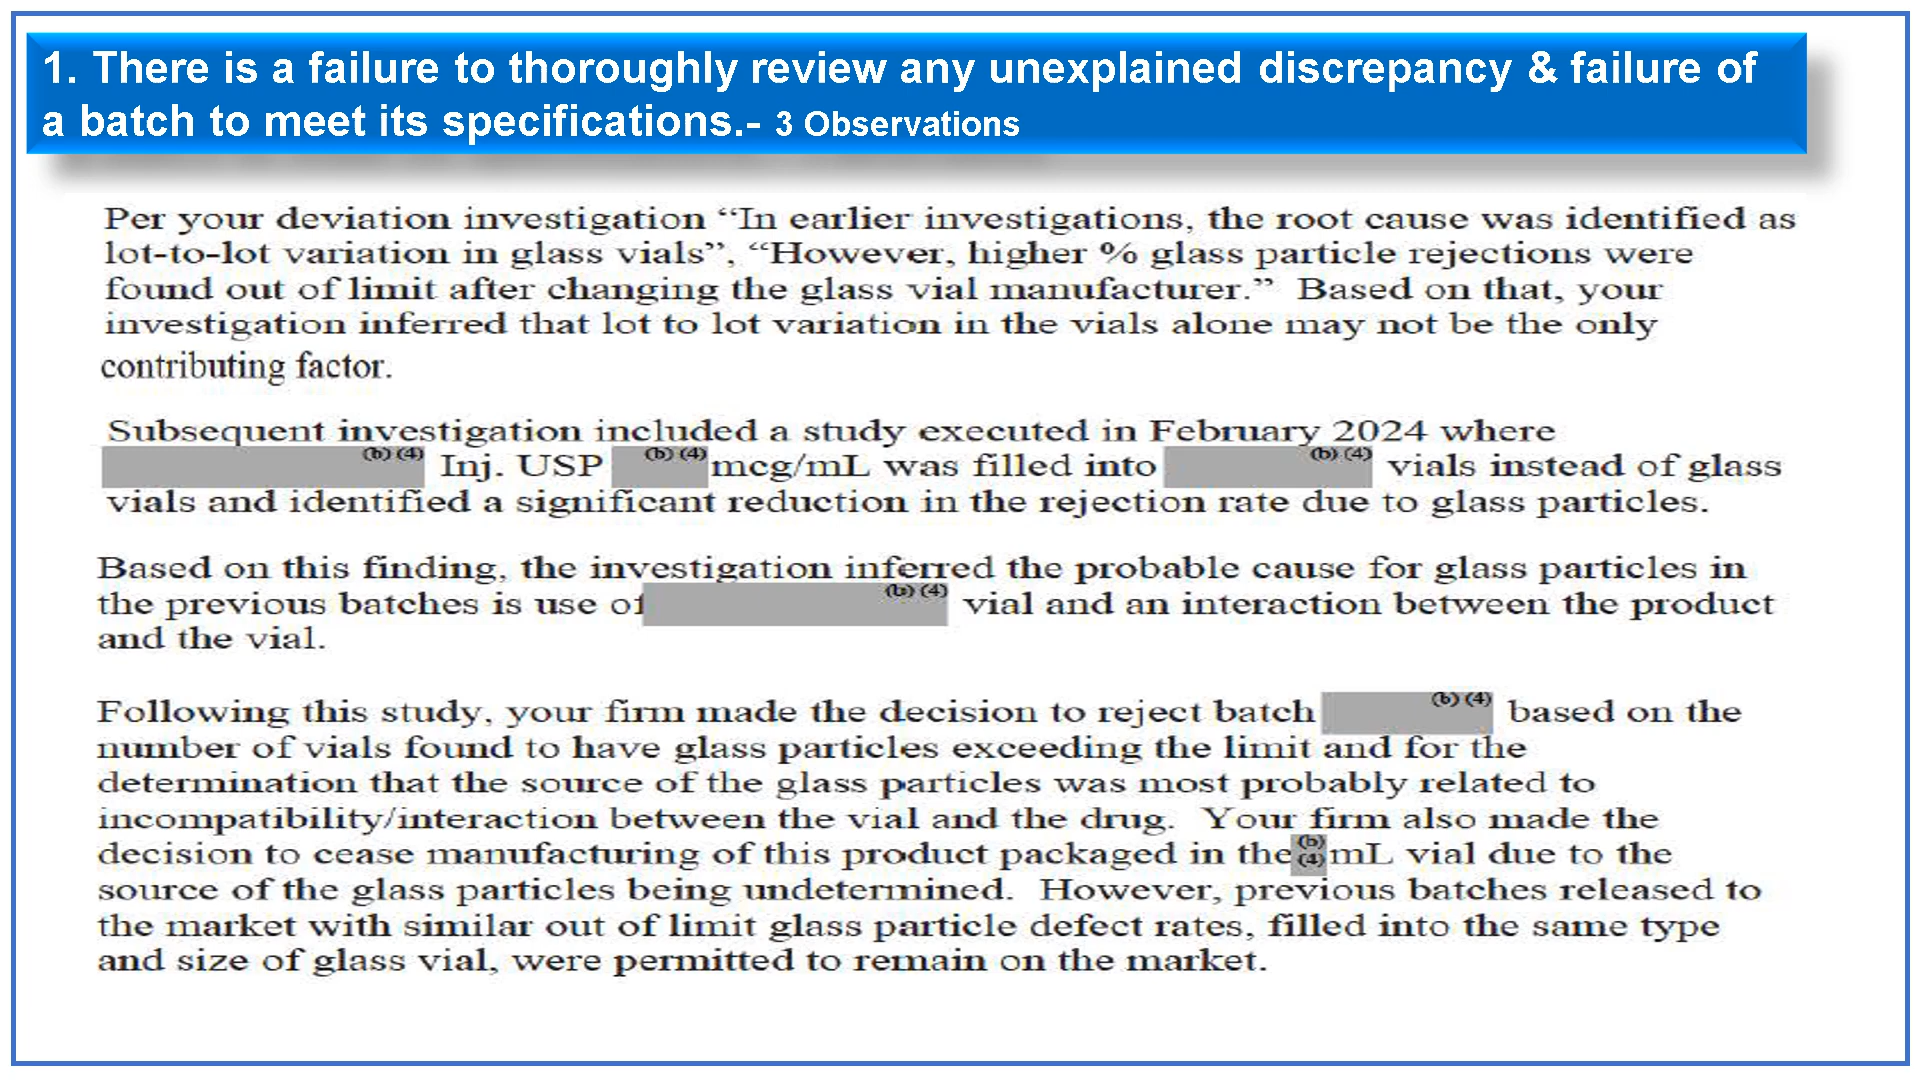 1. There is a failure to thoroughly review any unexplained discrepancy & failure of
a batch to meet its specifications.- 3 Observations
Per your deviation investigation “In earlier investigations, the root cause was identified as
lot-to-lot variation in glass vials”, “However, higher % glass particle rejections were
found out of limit after changing the glass vial manufacturer.” Based on that, your
investigation inferred that lot to lot variation in the vials alone may not be the only
contributing factor.
Subsequent investigation included a study executed in February 2024 where
(b) (4) Inj. USP (b) (4) mcg/mL was filled into (b) (4) vials instead of glass
vials and identified a significant reduction in the rejection rate due to glass particles.
Based on this finding, the investigation inferred the probable cause for glass particles in
the previous batches is use of (b) (4) vial and an interaction between the product
and the vial.
Following this study, your firm made the decision to reject batch (b) (4) based on the
number of vials found to have glass particles exceeding the limit and for the
determination that the source of the glass particles was most probably related to
incompatibility/interaction between the vial and the drug. Your firm also made the
decision to cease manufacturing of this product packaged in the (b) (4) mL vial due to the
source of the glass particles being undetermined. However, previous batches released to
the market with similar out of limit glass particle defect rates, filled into the same type
and size of glass vial, were permitted to remain on the market.